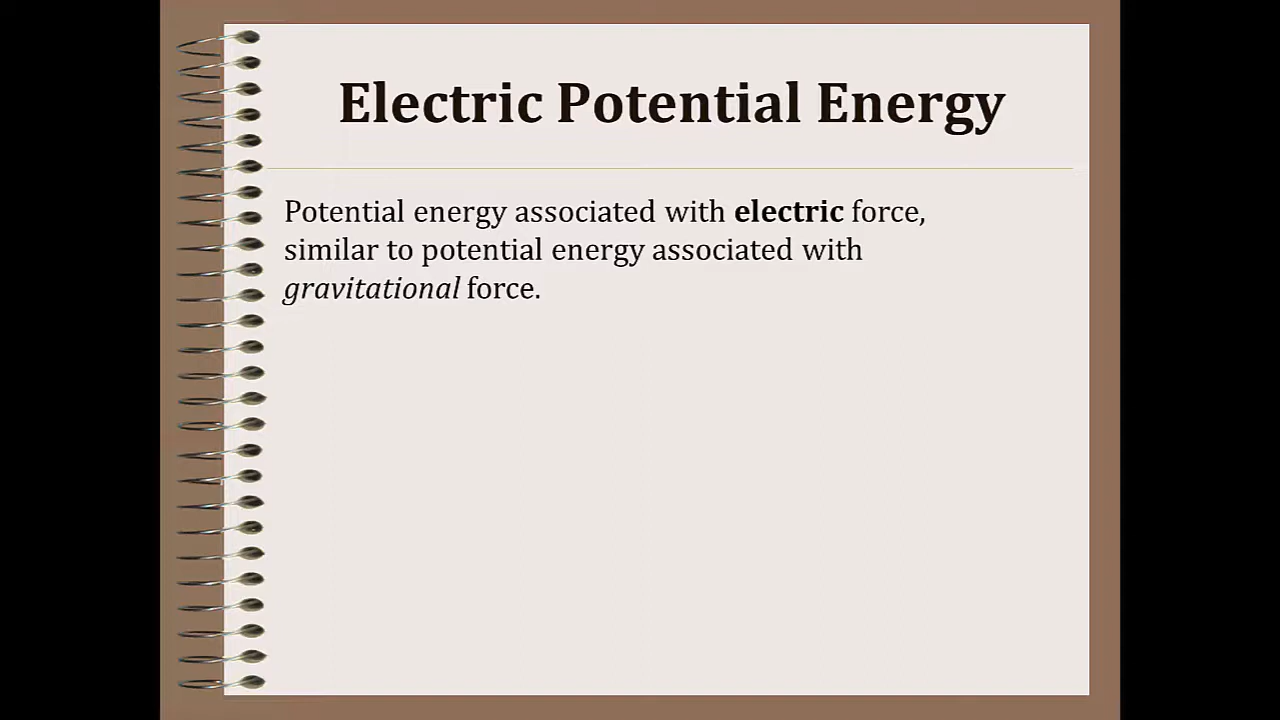 Electric Potential Energy
Potential energy associated with electric force,
similar to potential energy associated with
gravitational force.